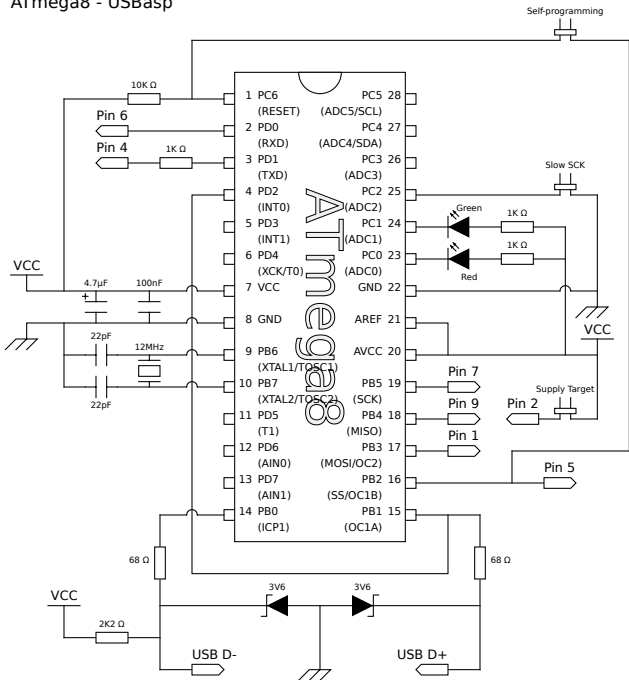 ATmega8 - USBasp
Self-programming
10K Ω
1 PC6
(RESET)
PC5 28
(ADC5/SCL)
Pin 6
2 PD0
(RXD)
PC4 27
(ADC4/SDA)
Pin 4
1K Ω
3 PD1
(TXD)
PC3 26
(ADC3)
Slow SCK
4 PD2
(INT0)
PC2 25
(ADC2)
5 PD3
(INT1)
PC1 24
(ADC1)
Green
1K Ω
6 PD4
(XCK/T0)
PC0 23
(ADC0)
Red
1K Ω
VCC
4.7µF
+
100nF
7 VCC
GND 22
8 GND
AREF 21
VCC
22pF
12MHz
9 PB6
(XTAL1/TOSC1)
AVCC 20
22pF
10 PB7
(XTAL2/TOSC2)
PB5 19
(SCK)
Pin 7
Supply Target
11 PD5
(T1)
PB4 18
(MISO)
Pin 9
Pin 2
12 PD6
(AIN0)
PB3 17
(MOSI/OC2)
Pin 1
13 PD7
(AIN1)
PB2 16
(SS/OC1B)
Pin 5
14 PB0
(ICP1)
PB1 15
(OC1A)
ATmega8
68 Ω
68 Ω
VCC
3V6
3V6
2K2 Ω
USB D-
USB D+